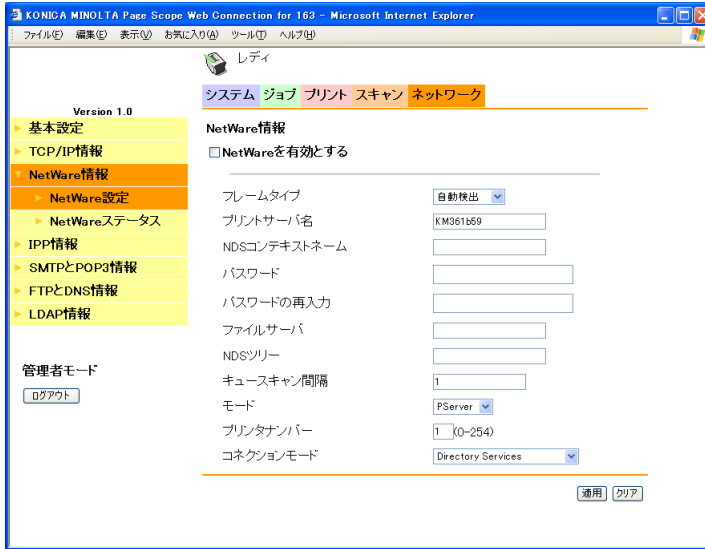 KONICA MINOLTA Page Scope Web Connection for 163 - Microsoft Internet Explorer
ファイル(F) 編集(E) 表示(V) お気に入り(A) ツール(T) ヘルプ(H)
レディ
システム ジョブ プリント スキャン ネットワーク
Version 1.0
基本設定
TCP/IP情報
NetWare情報
NetWare設定
NetWareステータス
IPP情報
SMTPとPOP3情報
FTPとDNS情報
LDAP情報
管理者モード
ログアウト
NetWare情報
NetWareを有効とする
フレームタイプ 自動検出
プリントサーバ名 KM361b59
NDSコンテキストネーム
パスワード
パスワードの再入力
ファイルサーバ
NDSツリー
キュースキャン間隔 1
モード PServer
プリンタナンバー 1 (0-254)
コネクションモード Directory Services
適用 クリア